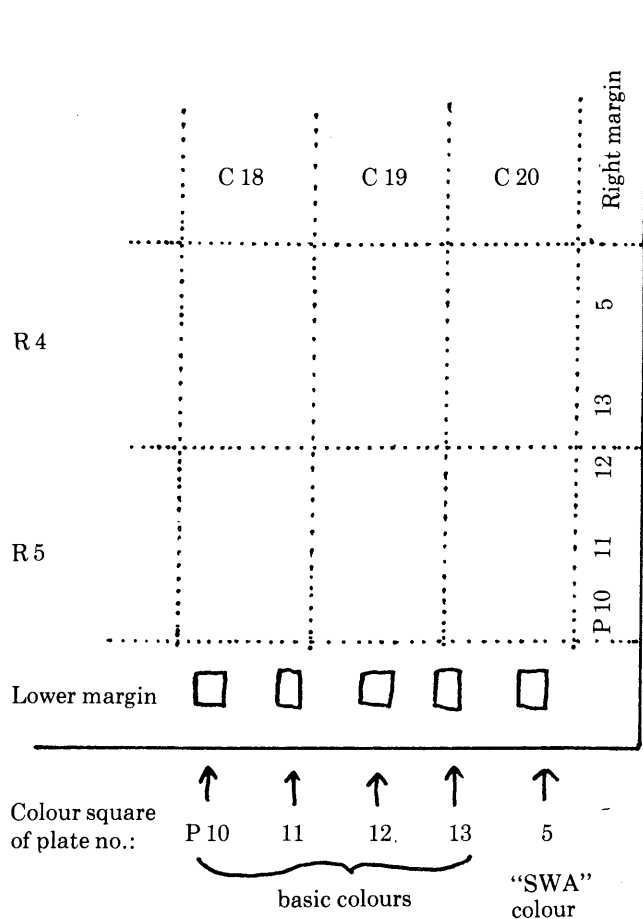 Right margin
C 18 C 19 C 20
5
R 4
13
12
R 5
11
P 10
Lower margin
Colour square
of plate no.: P 10 11 12 13 5
basic colours
"SWA"
colour